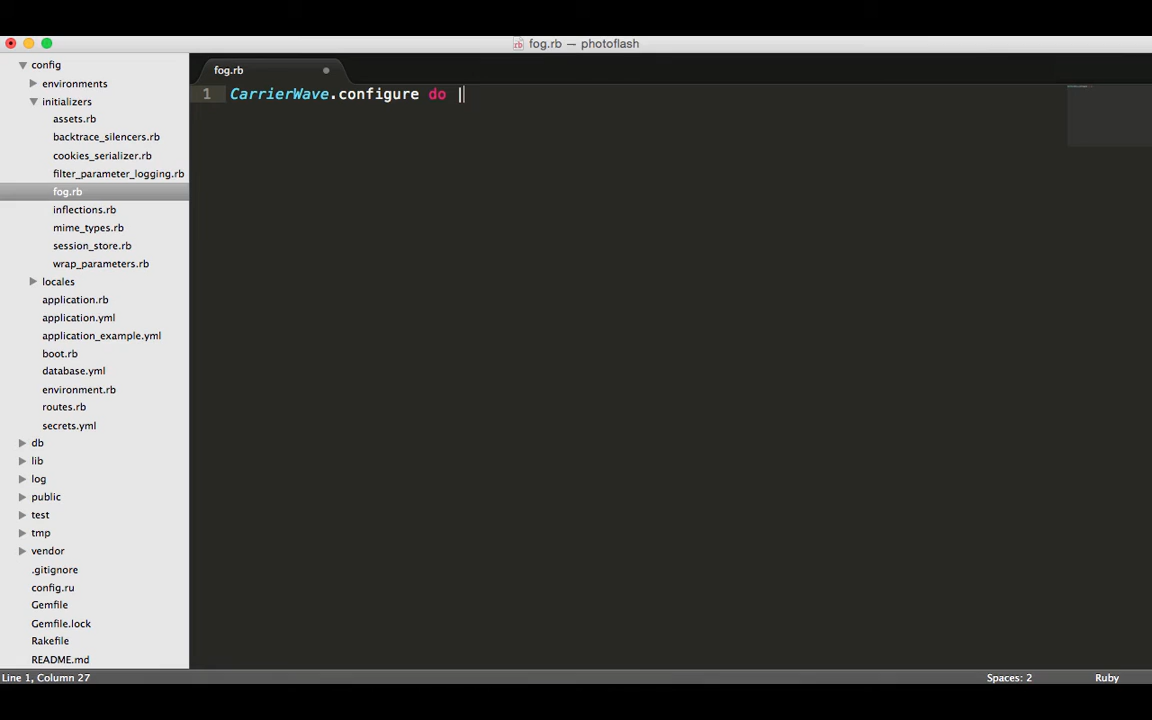 fog.rb — photoflash
config
environments
initializers
assets.rb
backtrace_silencers.rb
cookies_serializer.rb
filter_parameter_logging.rb
fog.rb
inflections.rb
mime_types.rb
session_store.rb
wrap_parameters.rb
locales
application.rb
application.yml
application_example.yml
boot.rb
database.yml
environment.rb
routes.rb
secrets.yml
db
lib
log
public
test
tmp
vendor
.gitignore
config.ru
Gemfile
Gemfile.lock
Rakefile
README.md
fog.rb
1 CarrierWave.configure do |
Line 1, Column 27
Spaces: 2
Ruby